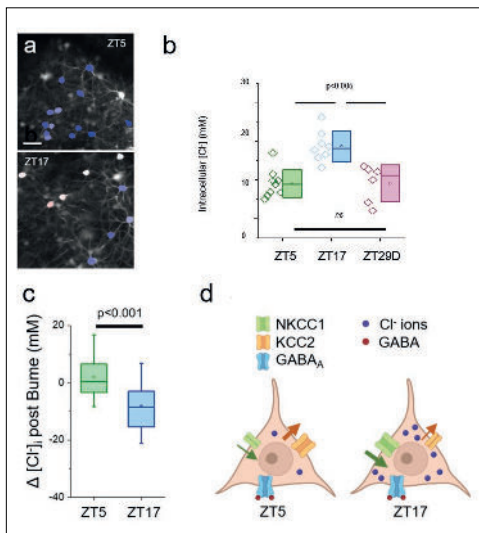 a
ZT5
b
ZT17
b
Intracellular [Cl-] (mM)
30
20
10
0
p<0.001
ns
ZT5
ZT17
ZT29D
c
Δ [Cl-]i post Bume (mM)
20
0
-20
-40
p<0.001
ZT5
ZT17
d
NKCC1
KCC2
GABAA
Cl- ions
GABA
ZT5
ZT17